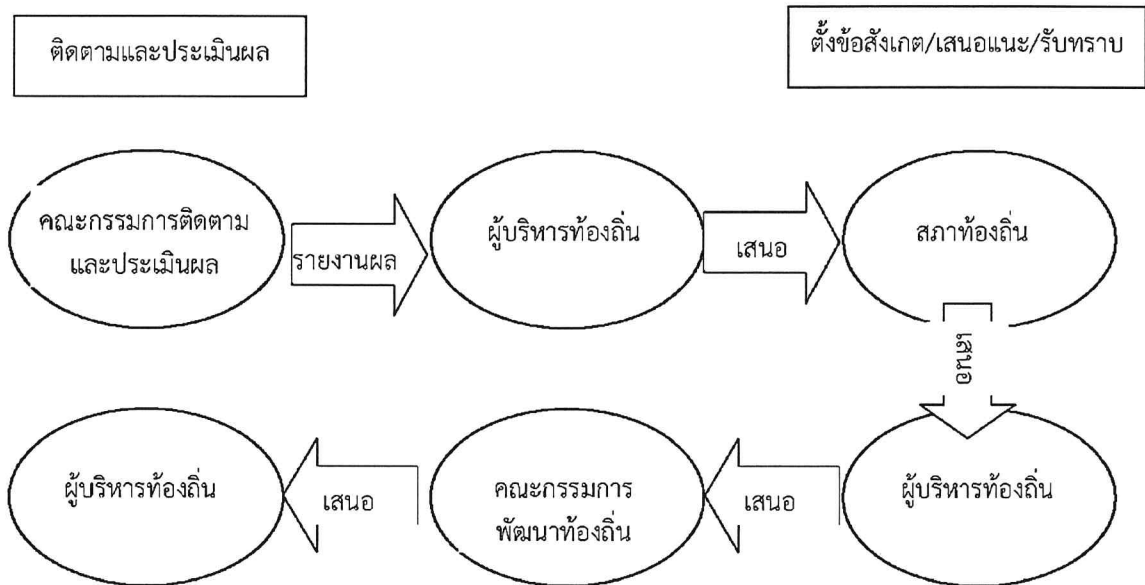 ติดตามและประเมินผล
ตั้งข้อสังเกต/เสนอแนะ/รับทราบ
คณะกรรมการติดตาม
และประเมินผล
รายงานผล
ผู้บริหารท้องถิ่น
เสนอ
สภาท้องถิ่น
เสนอ
ผู้บริหารท้องถิ่น
เสนอ
คณะกรรมการ
พัฒนาท้องถิ่น
เสนอ
ผู้บริหารท้องถิ่น